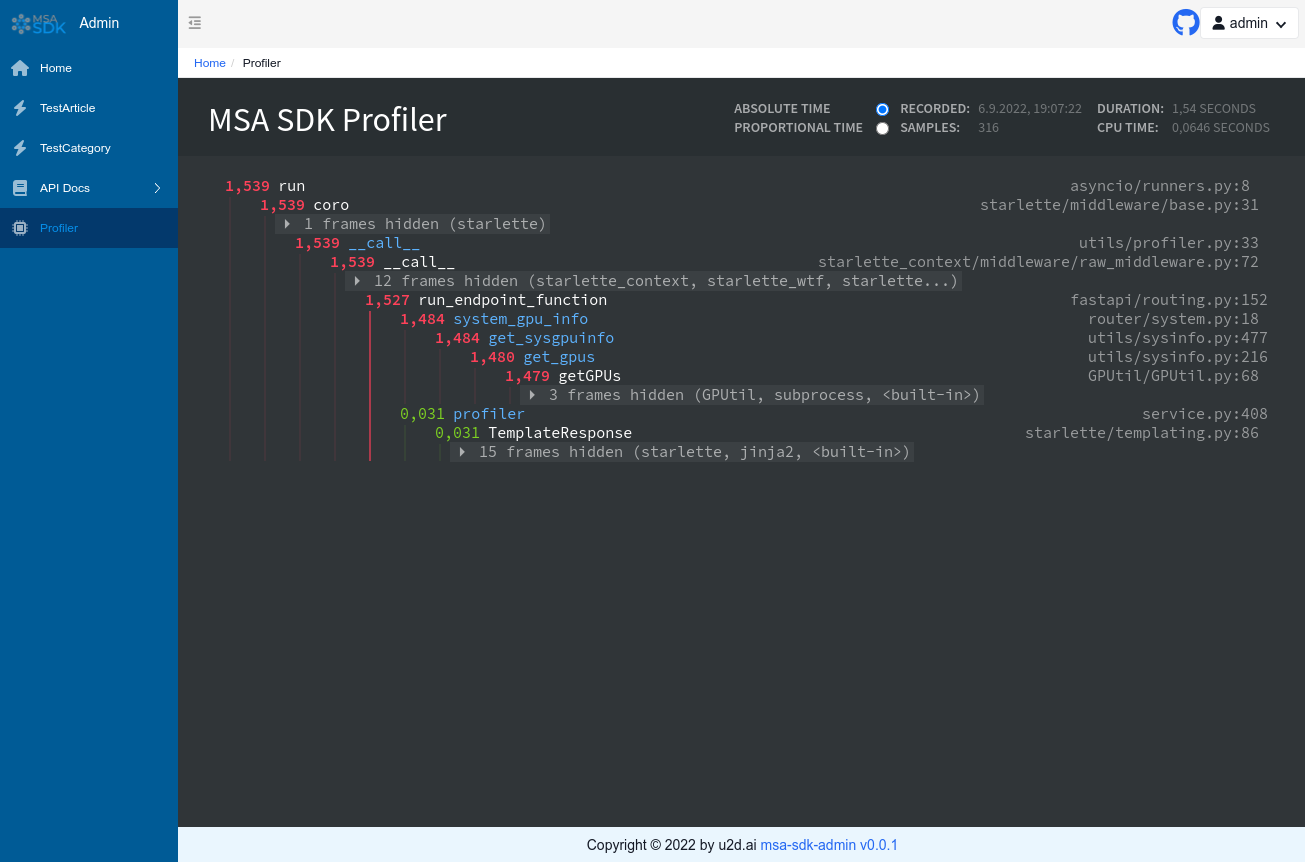 MSA SDK Admin
admin
Home
TestArticle
TestCategory
API Docs
Profiler
Home / Profiler
MSA SDK Profiler
ABSOLUTE TIME RECORDED: 6.9.2022, 19:07:22 DURATION: 1,54 SECONDS
PROPORTIONAL TIME SAMPLES: 316 CPU TIME: 0,0646 SECONDS
1,539 run asyncio/runners.py:8
1,539 coro starlette/middleware/base.py:31
1 frames hidden (starlette)
1,539 __call__ utils/profiler.py:33
1,539 __call__ starlette_context/middleware/raw_middleware.py:72
12 frames hidden (starlette_context, starlette_wtf, starlette...)
1,527 run_endpoint_function fastapi/routing.py:152
1,484 system_gpu_info router/system.py:18
1,484 get_sysgpuinfo utils/sysinfo.py:477
1,480 get_gpus utils/sysinfo.py:216
1,479 getGPUs GPUtil/GPUtil.py:68
3 frames hidden (GPUtil, subprocess, <built-in>)
0,031 profiler service.py:408
0,031 TemplateResponse starlette/templating.py:86
15 frames hidden (starlette, jinja2, <built-in>)
Copyright © 2022 by u2d.ai msa-sdk-admin v0.0.1